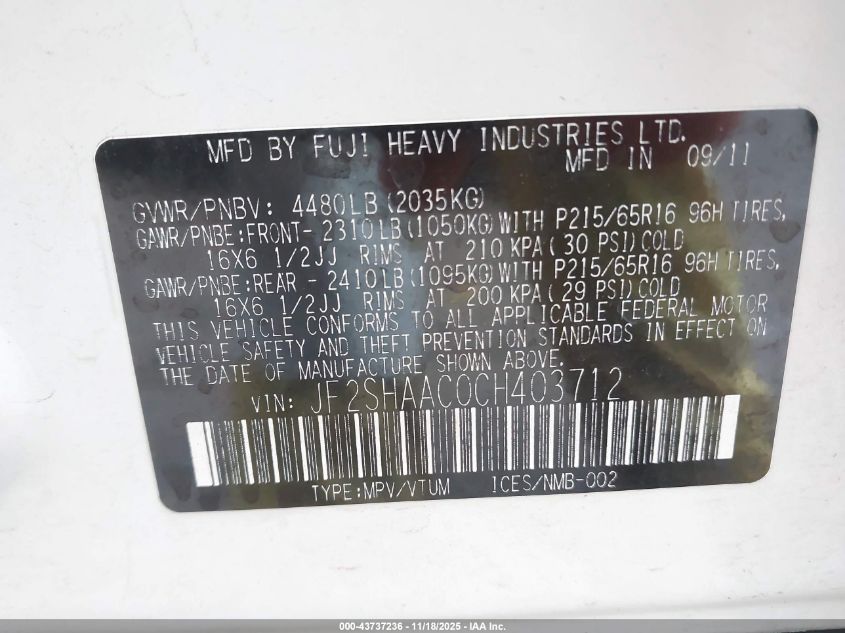 MFD BY FUJI HEAVY INDUSTRIES LTD.
MFD IN 09/11
GVWR/PNBV: 4480LB(2035KG)
GAWR/PNBE:FRONT- 2310LB(1050KG)WITH P215/65R16 96H TIRES,
16X6 1/2JJ RIMS AT 210 KPA(30 PSI)COLD
GAWR/PNBE:REAR - 2410LB(1095KG)WITH P215/65R16 96H TIRES,
16X6 1/2JJ RIMS AT 200 KPA(29 PSI)COLD
THIS VEHICLE CONFORMS TO ALL APPLICABLE FEDERAL MOTOR
VEHICLE SAFETY AND THEFT PREVENTION STANDARDS IN EFFECT ON
THE DATE OF MANUFACTURE SHOWN ABOVE.
VIN: JF2SHAAC0CH403712
TYPE:MPV/VTUM ICES/NMB-002
000-43737236 - 11/18/2025 - IAA Inc.